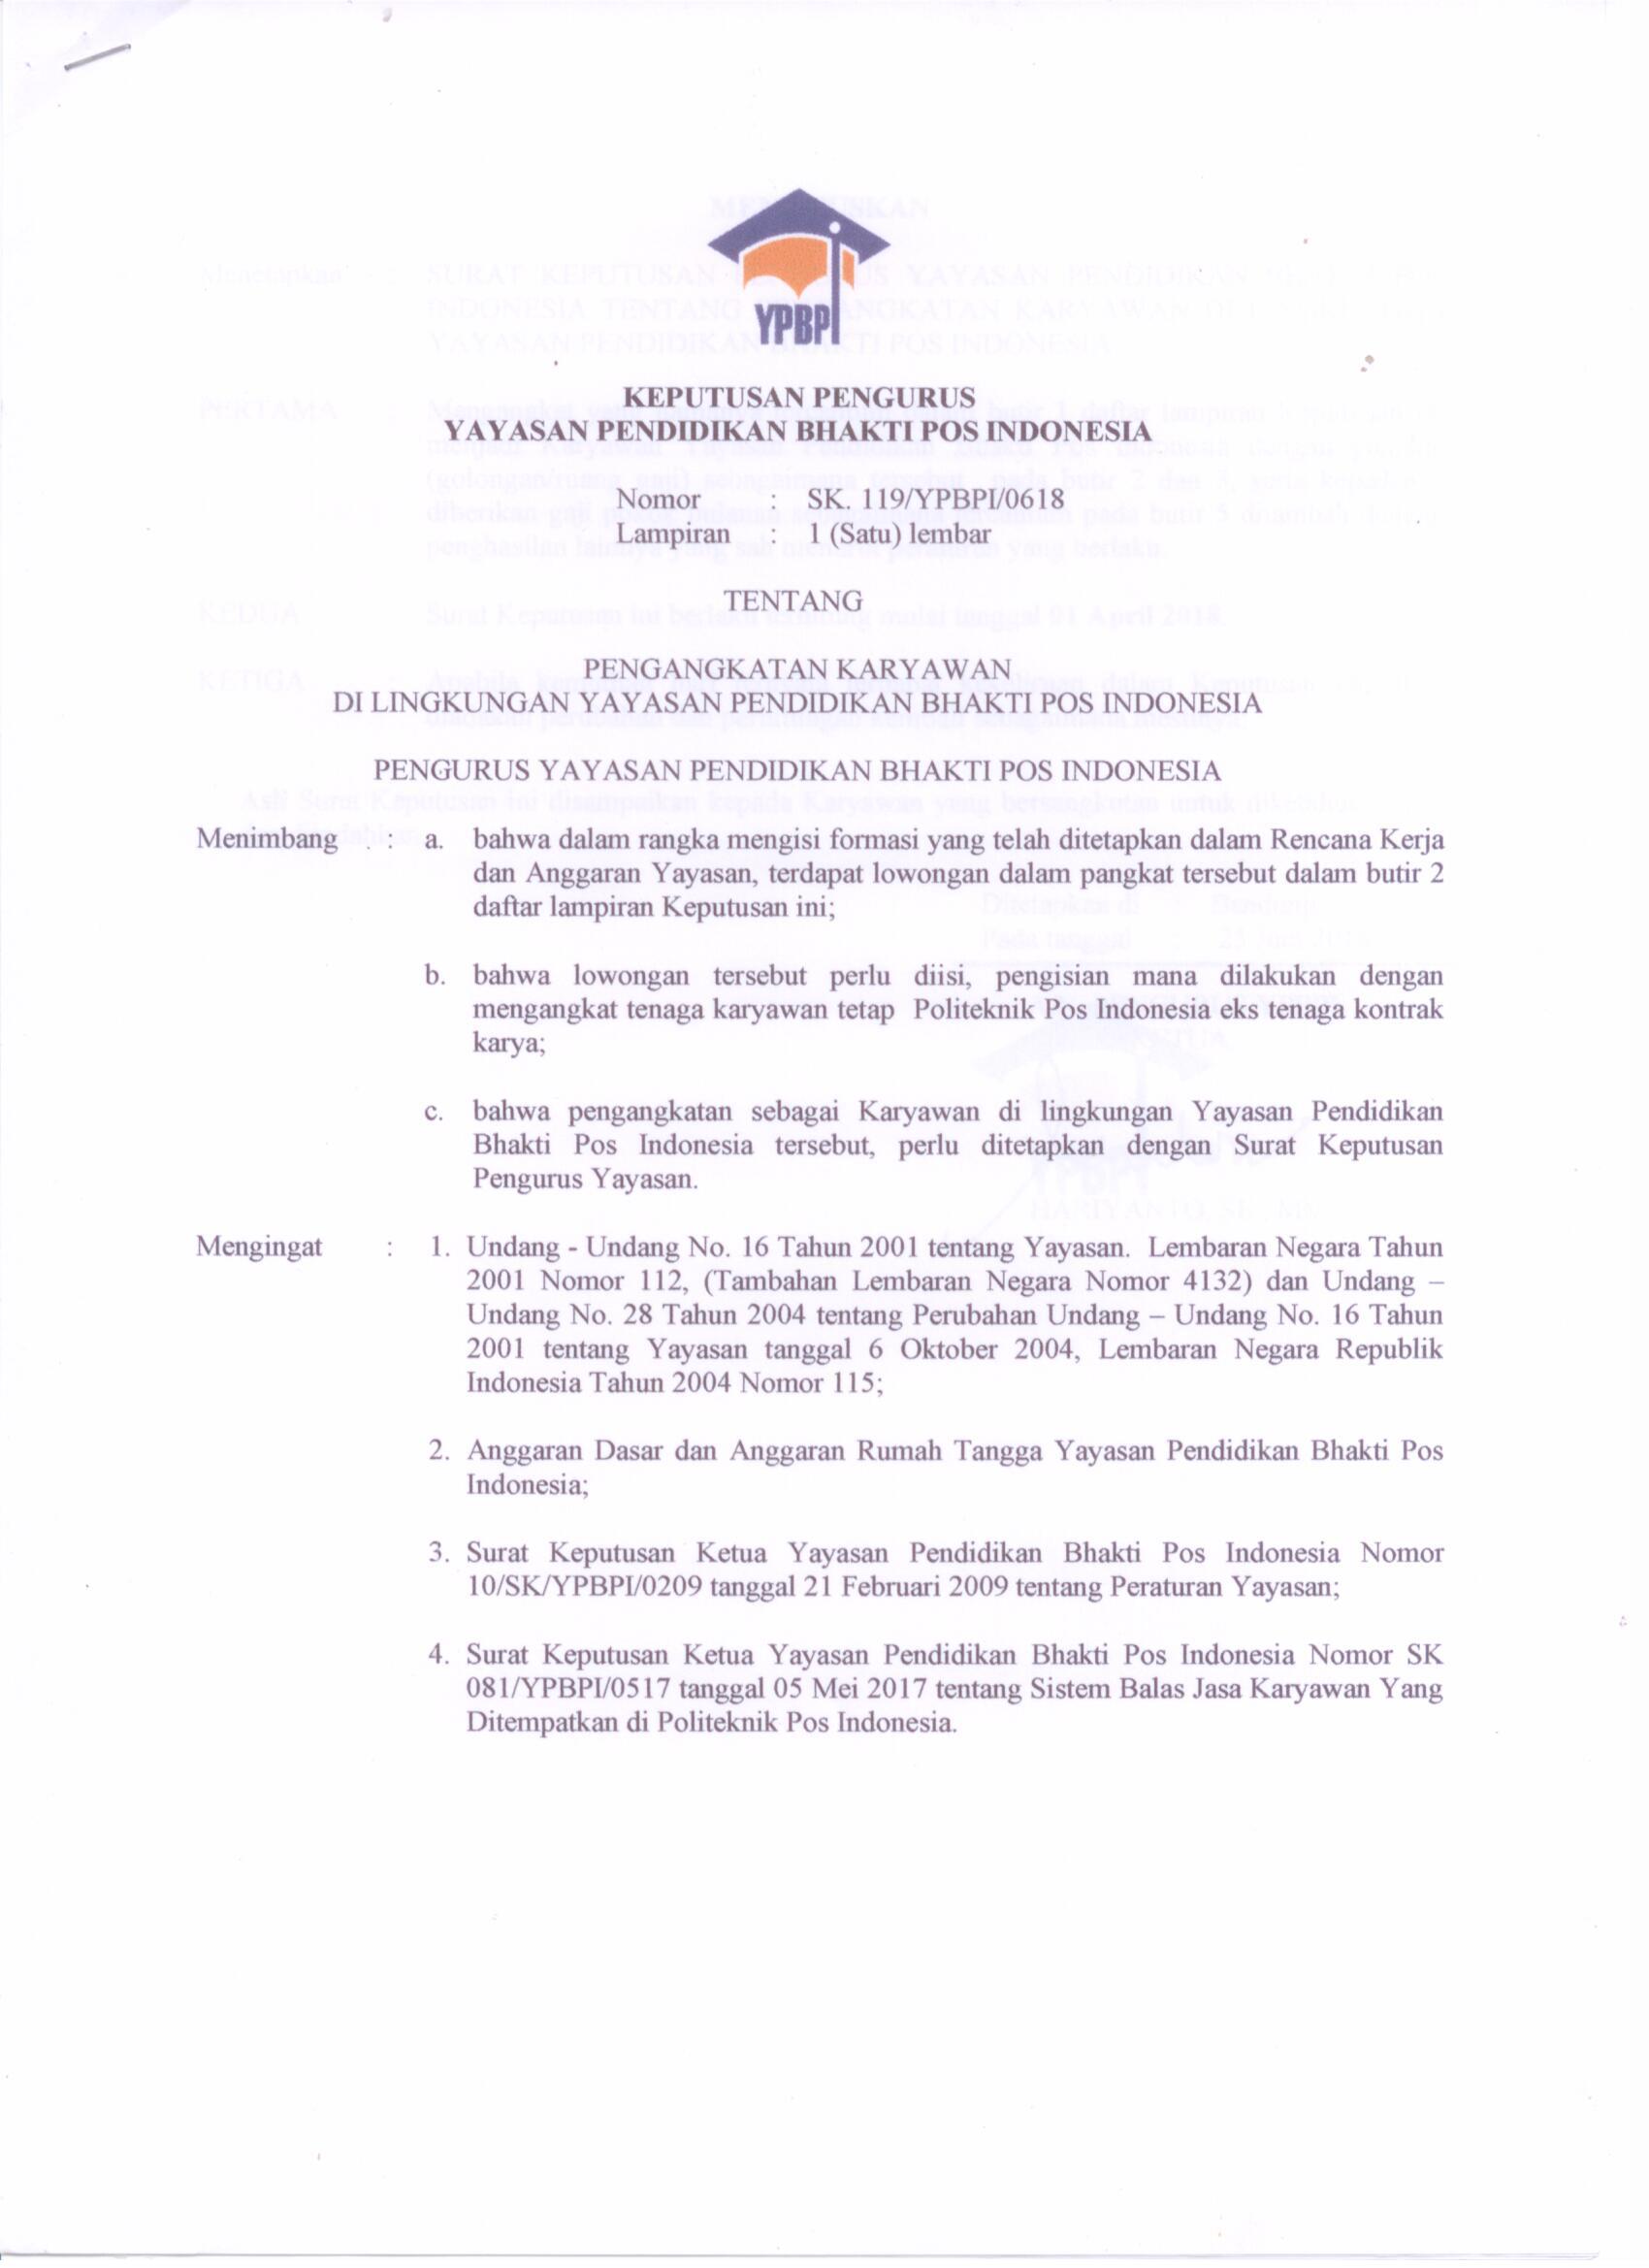 YPBPI
KEPUTUSAN PENGURUS
YAYASAN PENDIDIKAN BHAKTI POS INDONESIA
Nomor : SK. 119/YPBPI/0618
Lampiran : 1 (Satu) lembar
TENTANG
PENGANGKATAN KARYAWAN
DI LINGKUNGAN YAYASAN PENDIDIKAN BHAKTI POS INDONESIA
PENGURUS YAYASAN PENDIDIKAN BHAKTI POS INDONESIA
Menimbang : a. bahwa dalam rangka mengisi formasi yang telah ditetapkan dalam Rencana Kerja
dan Anggaran Yayasan, terdapat lowongan dalam pangkat tersebut dalam butir 2
daftar lampiran Keputusan ini;
b. bahwa lowongan tersebut perlu diisi, pengisian mana dilakukan dengan
mengangkat tenaga karyawan tetap Politeknik Pos Indonesia eks tenaga kontrak
karya;
c. bahwa pengangkatan sebagai Karyawan di lingkungan Yayasan Pendidikan
Bhakti Pos Indonesia tersebut, perlu ditetapkan dengan Surat Keputusan
Pengurus Yayasan.
Mengingat : 1. Undang - Undang No. 16 Tahun 2001 tentang Yayasan. Lembaran Negara Tahun
2001 Nomor 112, (Tambahan Lembaran Negara Nomor 4132) dan Undang –
Undang No. 28 Tahun 2004 tentang Perubahan Undang – Undang No. 16 Tahun
2001 tentang Yayasan tanggal 6 Oktober 2004, Lembaran Negara Republik
Indonesia Tahun 2004 Nomor 115;
2. Anggaran Dasar dan Anggaran Rumah Tangga Yayasan Pendidikan Bhakti Pos
Indonesia;
3. Surat Keputusan Ketua Yayasan Pendidikan Bhakti Pos Indonesia Nomor
10/SK/YPBPI/0209 tanggal 21 Februari 2009 tentang Peraturan Yayasan;
4. Surat Keputusan Ketua Yayasan Pendidikan Bhakti Pos Indonesia Nomor SK
081/YPBPI/0517 tanggal 05 Mei 2017 tentang Sistem Balas Jasa Karyawan Yang
Ditempatkan di Politeknik Pos Indonesia.